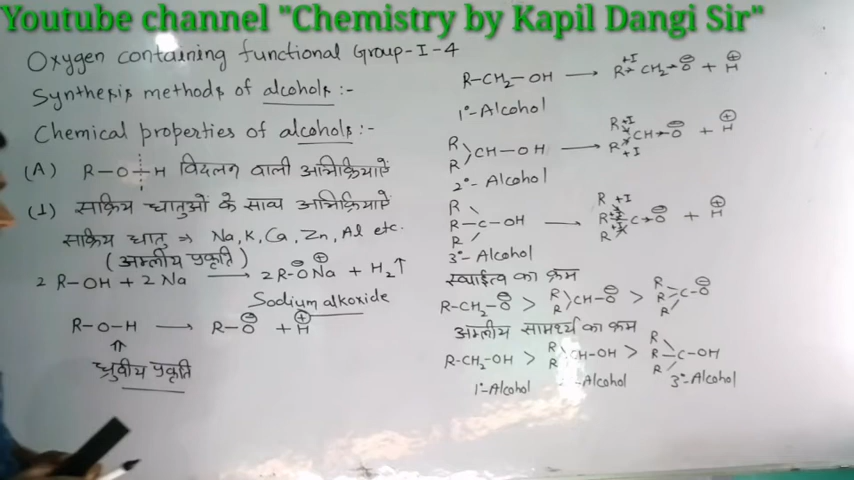 Youtube channel "Chemistry by Kapil Dangi Sir"
Oxygen containing functional Group-I-4
Synthesis methods of alcohols :-
Chemical properties of alcohols :-
(A) R-O-H विदलन वाली अभिक्रियाएँ
(1) सक्रिय धातुओं के साथ अभिक्रियाएँ
सक्रिय धातु ⇒ Na, K, Ca, Zn, Al etc.
(अम्लीय प्रकृति)
2 R-OH + 2 Na ⟶ 2R-O⊖ Na⊕ + H₂↑
Sodium alkoxide
R-O-H ⟶ R-O⊖ + H⊕
⇑
ध्रुवीय प्रकृति
R-CH₂-OH ⟶ R→CH₂→O⊖ + H⊕
+I
1°-Alcohol
R
R
CH-OH ⟶ CH→O⊖ + H⊕
R +I
R +I
2°-Alcohol
R
R-C-OH ⟶ C→O⊖ + H⊕
R
R +I
R +I
R +I
3°-Alcohol
स्थाईत्व का क्रम
R-CH₂-O⊖ > R R CH-O⊖ > R R R C-O⊖
अम्लीय सामर्थ्य का क्रम
R-CH₂-OH > R R CH-OH > R R R C-OH
1°-Alcohol -Alcohol 3°-Alcohol